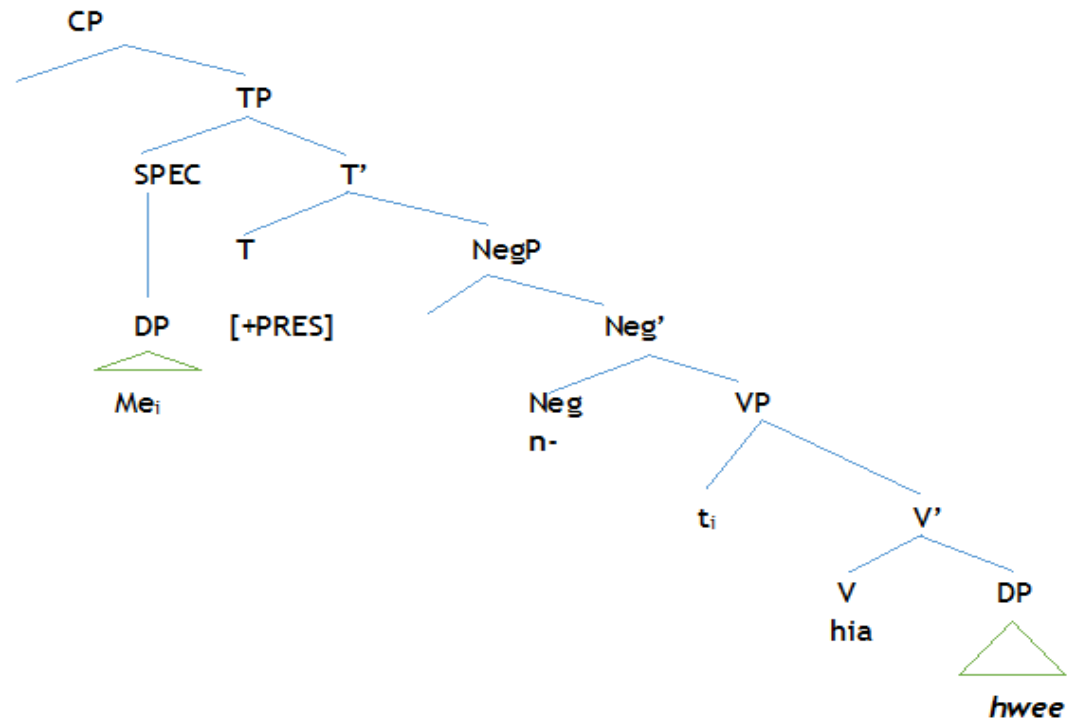 CP
TP
SPEC T’
T NegP
DP [+PRES] Neg’
Meᵢ Neg VP
n-
tᵢ V’
V DP
hia
hwee